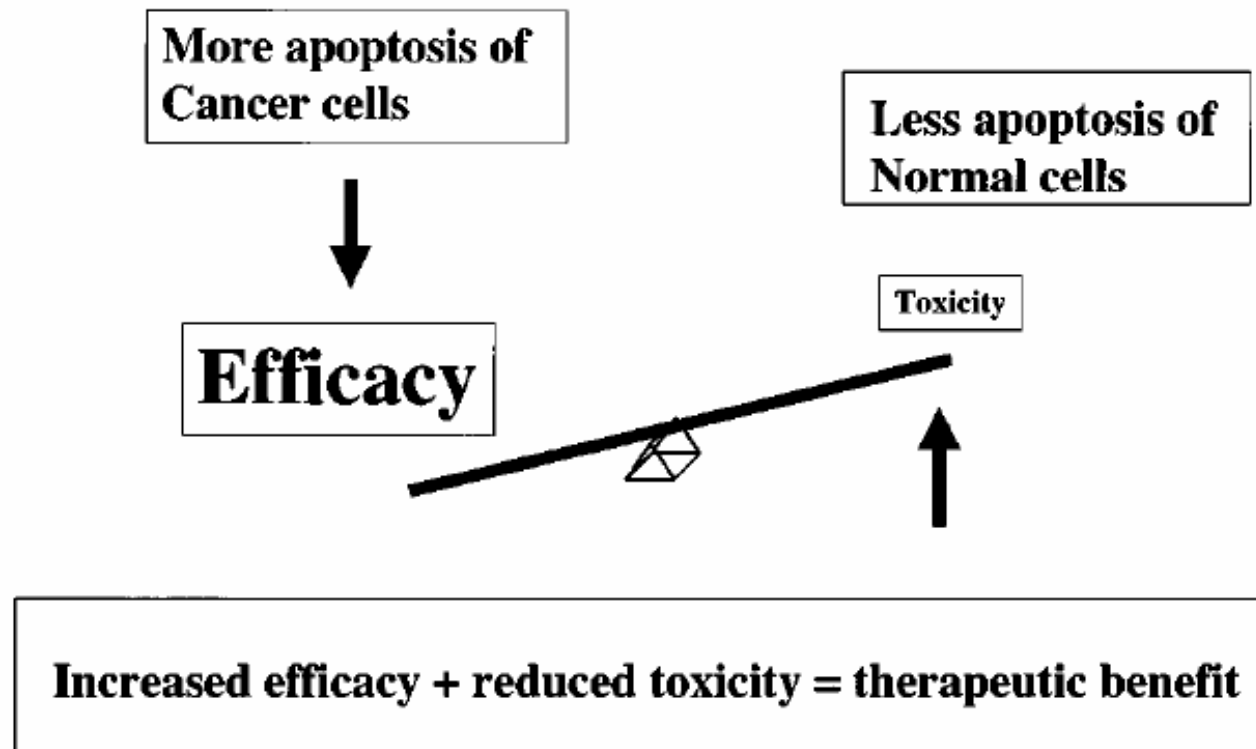 More apoptosis of
Cancer cells
Less apoptosis of
Normal cells
Toxicity
Efficacy
Increased efficacy + reduced toxicity = therapeutic benefit